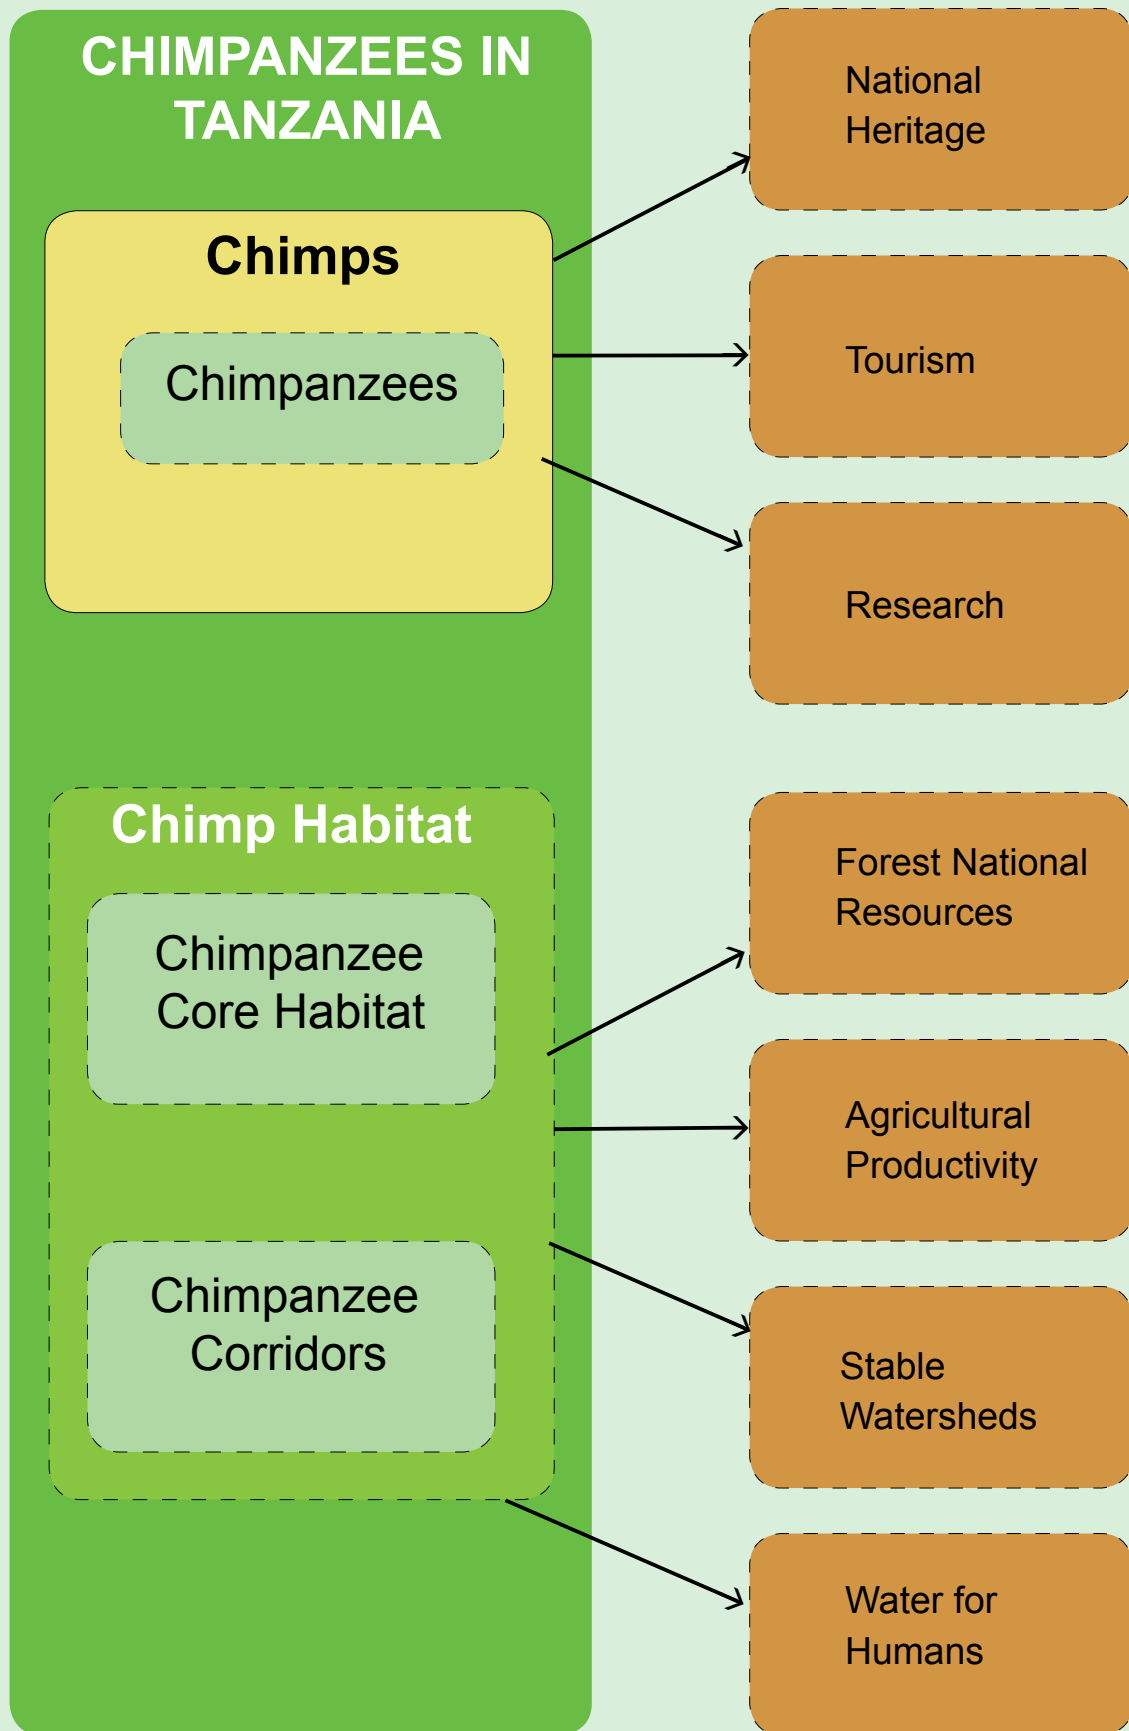 CHIMPANZEES IN
TANZANIA
Chimps
Chimpanzees
Chimp Habitat
Chimpanzee
Core Habitat
Chimpanzee
Corridors
National
Heritage
Tourism
Research
Forest National
Resources
Agricultural
Productivity
Stable
Watersheds
Water for
Humans